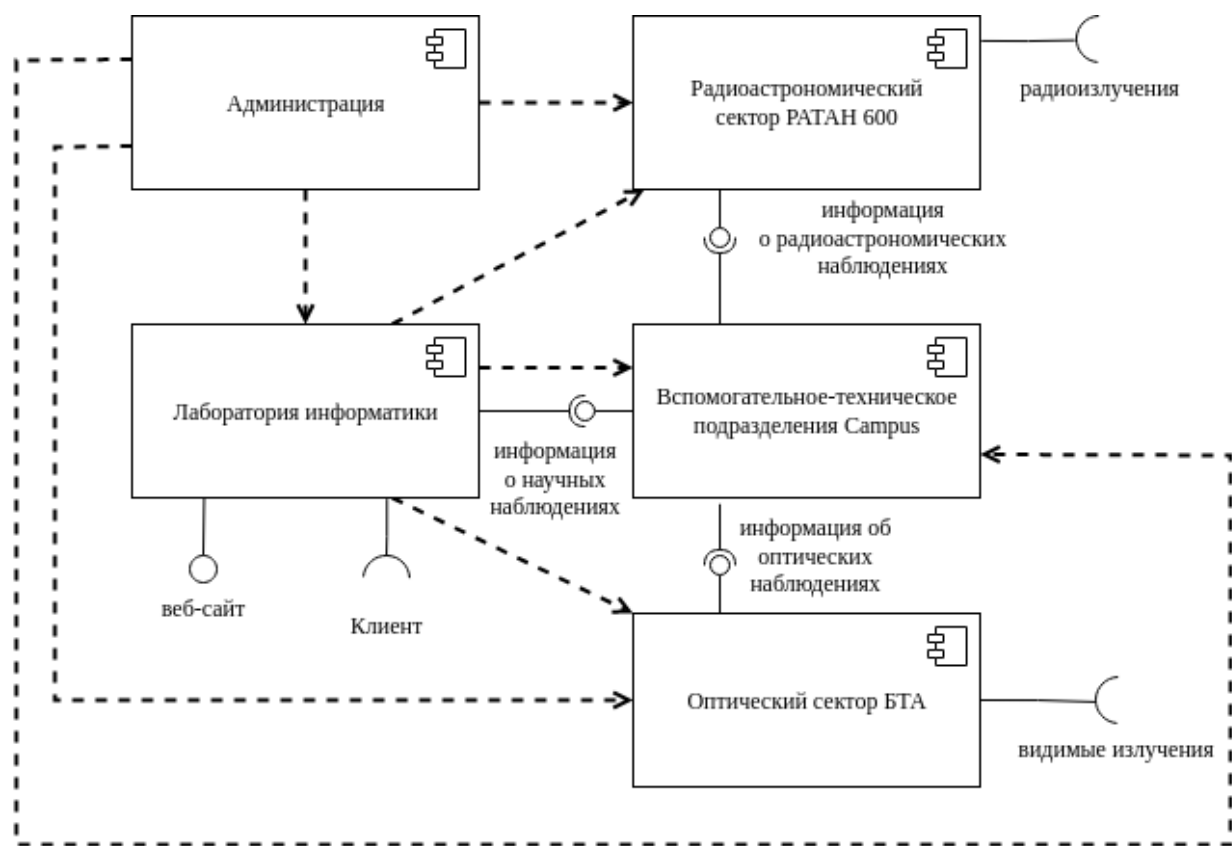 Администрация
Радиоастрономический
сектор РАТАН 600
радиоизлучения
информация
о радиоастрономических
наблюдениях
Лаборатория информатики
Вспомогательное-техническое
подразделения Campus
информация
о научных
наблюдениях
информация об
оптических
наблюдениях
веб-сайт
Клиент
Оптический сектор БТА
видимые излучения